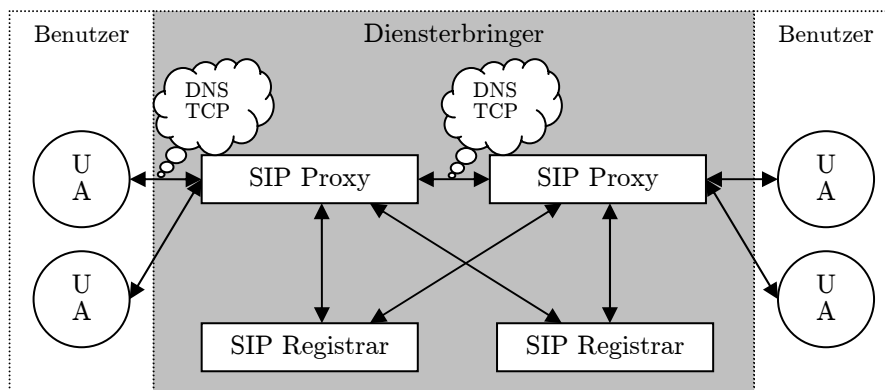 Benutzer
Diensterbringer
Benutzer
DNS
TCP
DNS
TCP
U
A
SIP Proxy
SIP Proxy
U
A
U
A
U
A
SIP Registrar
SIP Registrar